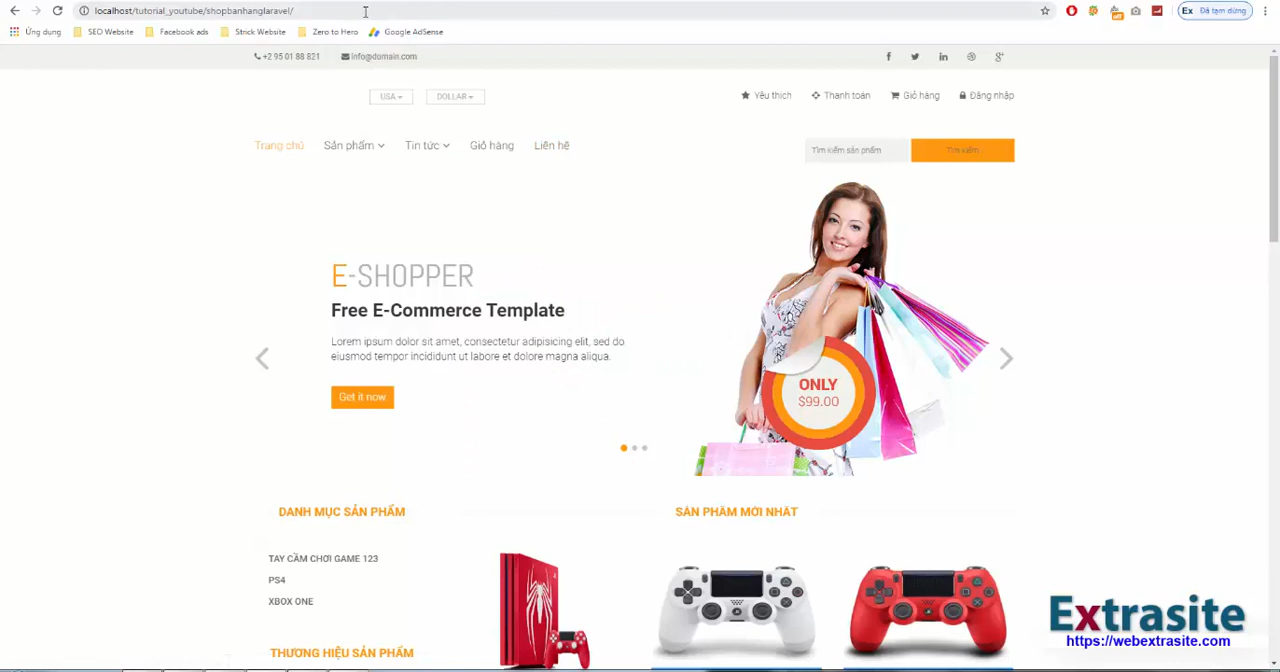 localhost/tutorial_youtube/shopbanhanglaravel/
Ex Đã tạm dừng
Ứng dụng SEO Website Facebook ads Stock Website Zero to Hero Google AdSense
+2 95 01 88 821 info@domain.com
USA DOLLAR
Yêu thích Thanh toán Giỏ hàng Đăng nhập
Trang chủ Sản phẩm Tin tức Giỏ hàng Liên hệ
Tìm kiếm sản phẩm Tìm kiếm
E-SHOPPER
Free E-Commerce Template
Lorem ipsum dolor sit amet, consectetur adipisicing elit, sed do
eiusmod tempor incididunt ut labore et dolore magna aliqua.
Get it now
ONLY
$99.00
DANH MỤC SẢN PHẨM
SẢN PHẨM MỚI NHẤT
TAY CẦM CHƠI GAME 123
PS4
XBOX ONE
THƯƠNG HIỆU SẢN PHẨM
Extrasite
https://webextrasite.com